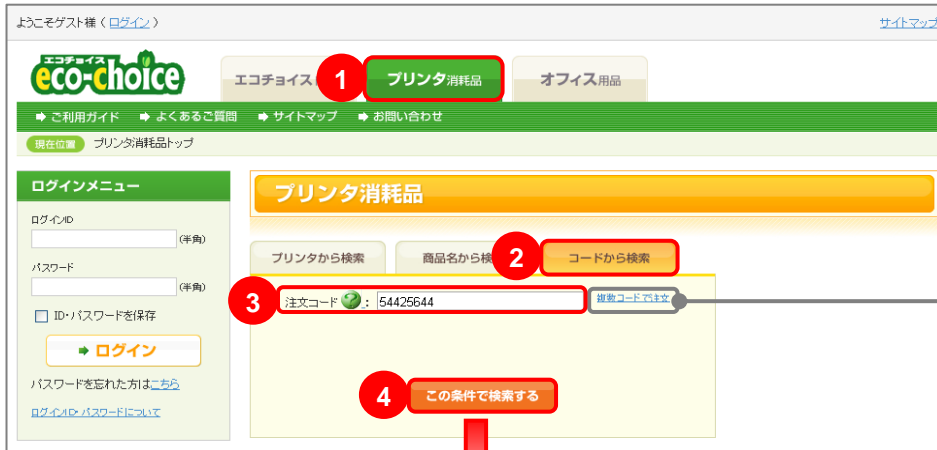 ようこそゲスト様（ログイン）
サイトマップ
エコチョイス
eco-choice
エコチョイス
1
プリンタ消耗品
オフィス用品
ご利用ガイド
よくあるご質問
サイトマップ
お問い合わせ
現在位置
プリンタ消耗品トップ
ログインメニュー
プリンタ消耗品
ログインID
(半角)
パスワード
(半角)
ID・パスワードを保存
ログイン
パスワードを忘れた方はこちら
ログインID・パスワードについて
プリンタから検索
商品名から検
2
コードから検索
3
注文コード ? : 54425644
複数コードで注文
4
この条件で検索する